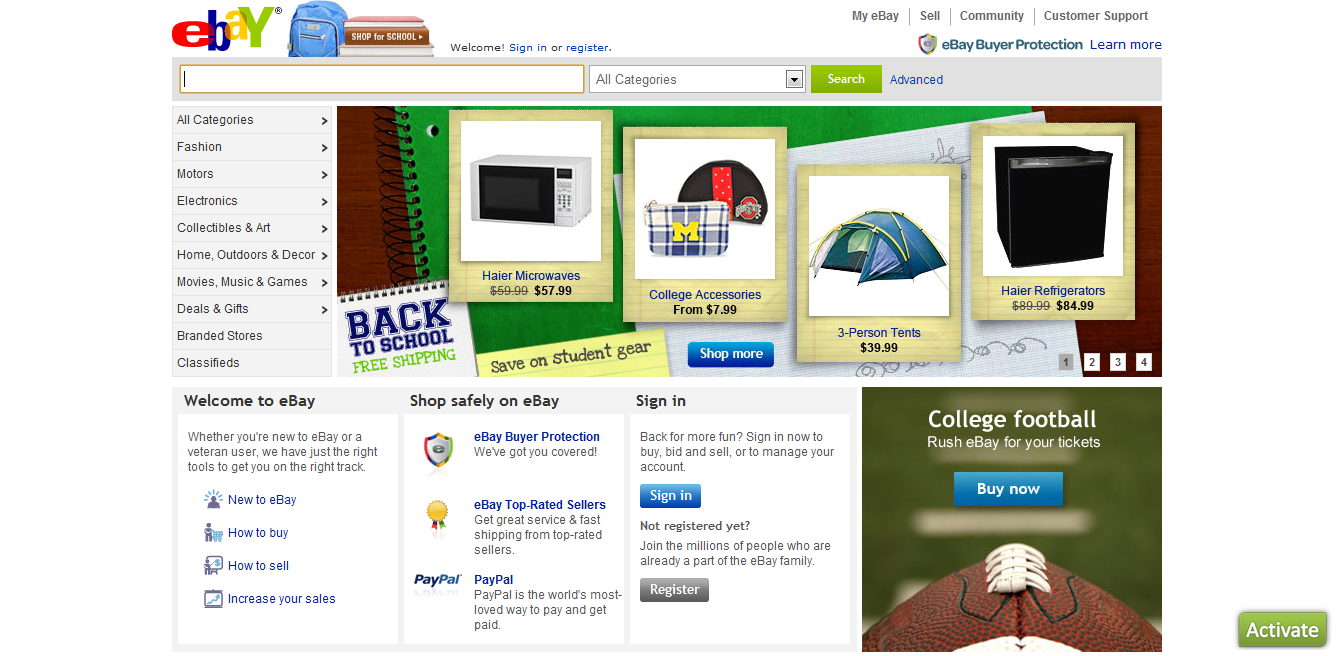 ebay®
SHOP for SCHOOL ▸
Welcome! Sign in or register.
My eBay
Sell
Community
Customer Support
eBay Buyer Protection Learn more
All Categories
Search
Advanced
All Categories
Fashion
Motors
Electronics
Collectibles & Art
Home, Outdoors & Decor
Movies, Music & Games
Deals & Gifts
Branded Stores
Classifieds
BACK
TO SCHOOL
FREE SHIPPING
Save on student gear
Shop more
Haier Microwaves
$59.99 $57.99
M
College Accessories
From $7.99
3-Person Tents
$39.99
Haier Refrigerators
$89.99 $84.99
1 2 3 4
Welcome to eBay
Whether you're new to eBay or a
veteran user, we have just the right
tools to get you on the right track.
New to eBay
How to buy
How to sell
Increase your sales
Shop safely on eBay
eBay Buyer Protection
We've got you covered!
eBay Top-Rated Sellers
Get great service & fast
shipping from top-rated
sellers.
PayPal
PayPal
PayPal is the world's most-
loved way to pay and get
paid.
Sign in
Back for more fun? Sign in now to
buy, bid and sell, or to manage your
account.
Sign in
Not registered yet?
Join the millions of people who are
already a part of the eBay family.
Register
College football
Rush eBay for your tickets
Buy now
Activate